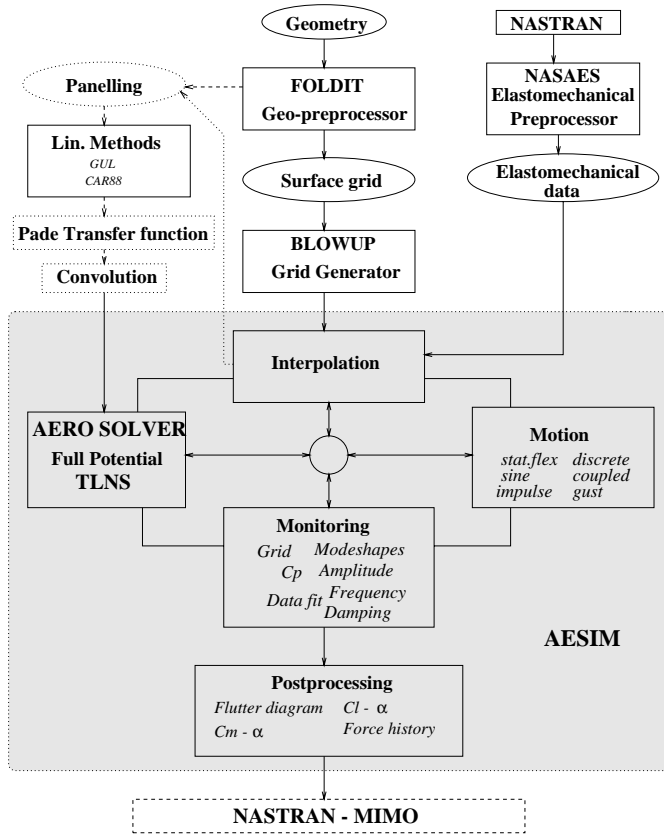 Geometry
NASTRAN
Panelling
FOLDIT
Geo-preprocessor
NASAES
Elastomechanical
Preprocessor
Lin. Methods
GUL
CAR88
Surface grid
Elastomechanical
data
Pade Transfer function
BLOWUP
Grid Generator
Convolution
Interpolation
AERO SOLVER
Full Potential
TLNS
Motion
stat.flex discrete
sine coupled
impulse gust
Monitoring
Grid Modeshapes
Cp Amplitude
Data fit Frequency
Damping
AESIM
Postprocessing
Flutter diagram Cl - α
Cm - α Force history
NASTRAN - MIMO